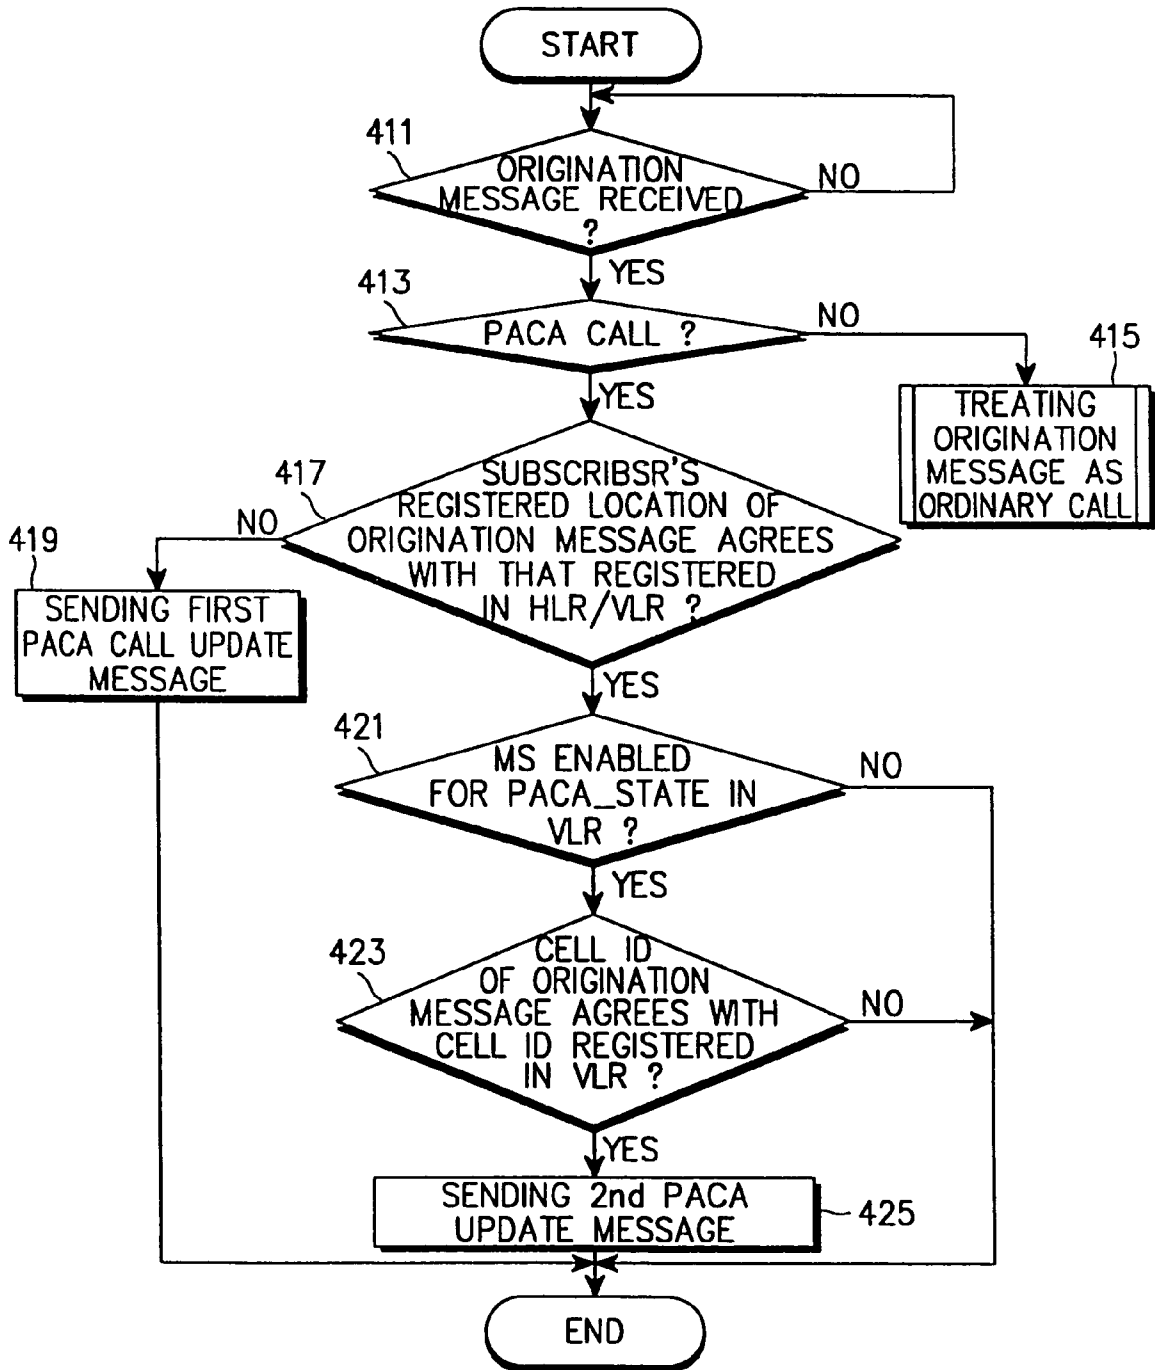 START
411
ORIGINATION
MESSAGE RECEIVED
?
NO
YES
413
PACA CALL ?
NO
YES
415
TREATING
ORIGINATION
MESSAGE AS
ORDINARY CALL
417
SUBSCRIBSR'S
REGISTERED LOCATION OF
ORIGINATION MESSAGE AGREES
WITH THAT REGISTERED
IN HLR/VLR ?
NO
419
SENDING FIRST
PACA CALL UPDATE
MESSAGE
YES
421
MS ENABLED
FOR PACA_STATE IN
VLR ?
NO
YES
423
CELL ID
OF ORIGINATION
MESSAGE AGREES WITH
CELL ID REGISTERED
IN VLR ?
NO
YES
SENDING 2nd PACA
UPDATE MESSAGE
425
END